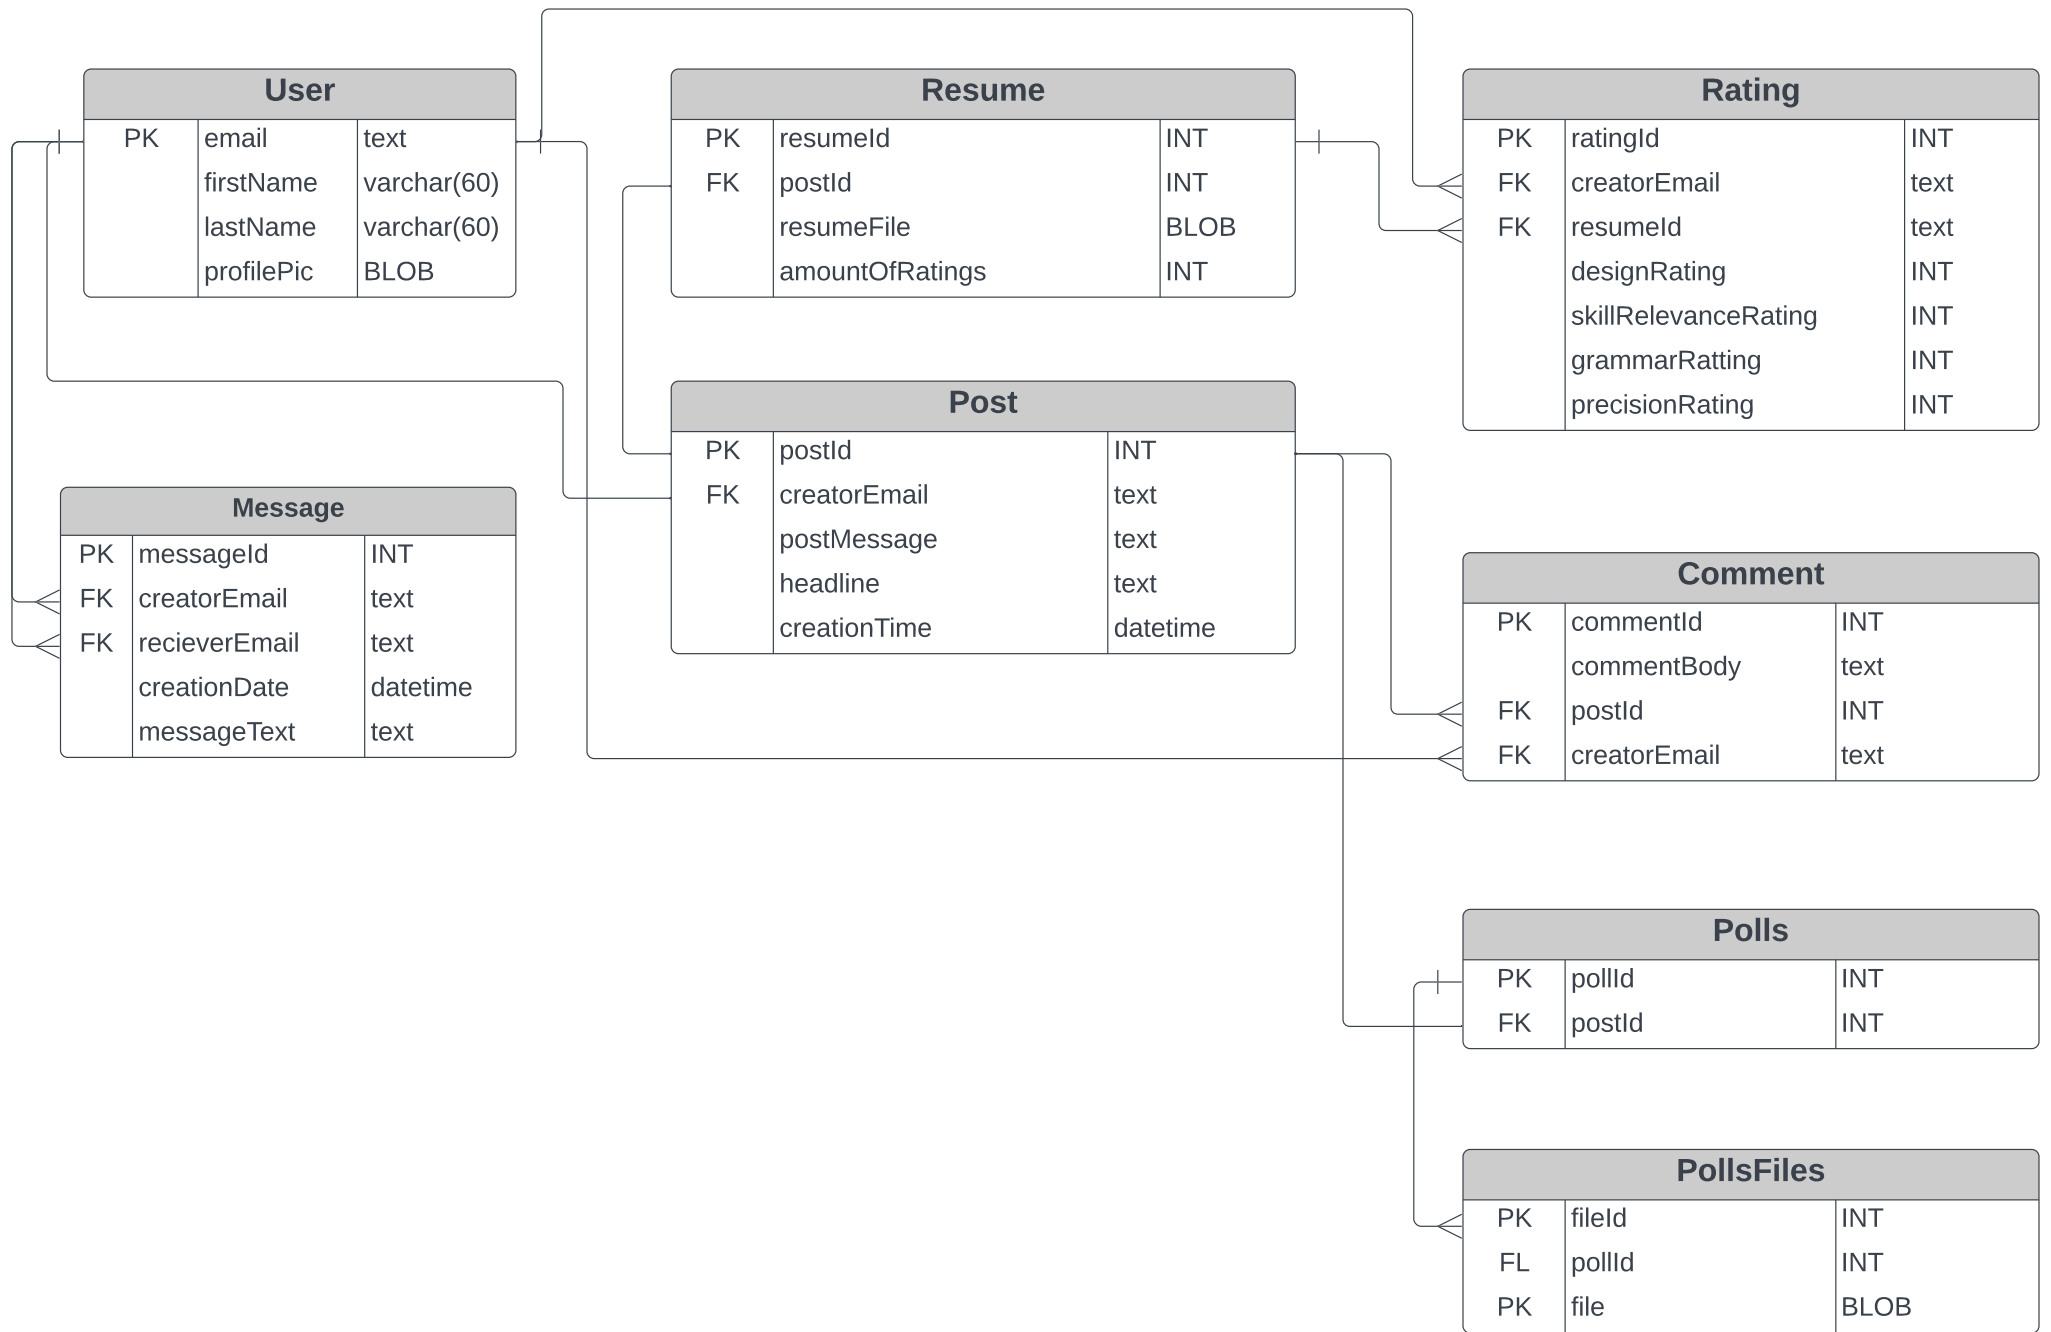 User
PK email text
firstName varchar(60)
lastName varchar(60)
profilePic BLOB
Resume
PK resumeId INT
FK postId INT
resumeFile BLOB
amountOfRatings INT
Rating
PK ratingId INT
FK creatorEmail text
FK resumeId text
designRating INT
skillRelevanceRating INT
grammarRatting INT
precisionRating INT
Post
PK postId INT
FK creatorEmail text
postMessage text
headline text
creationTime datetime
Message
PK messageId INT
FK creatorEmail text
FK recieverEmail text
creationDate datetime
messageText text
Comment
PK commentId INT
commentBody text
FK postId INT
FK creatorEmail text
Polls
PK pollId INT
FK postId INT
PollsFiles
PK fileId INT
FL pollId INT
PK file BLOB